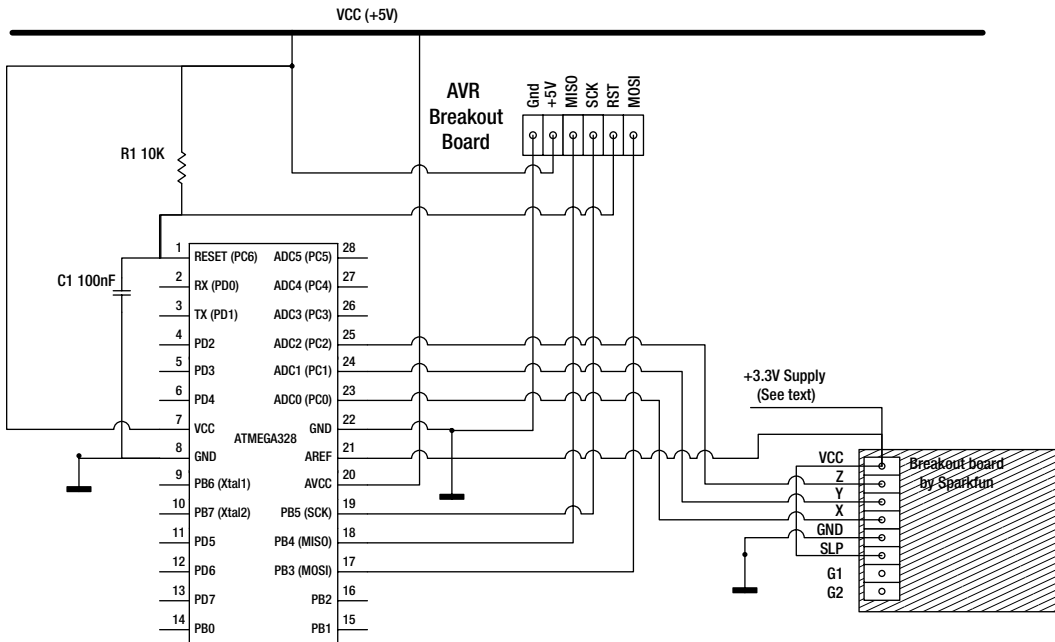 VCC (+5V)
AVR
Breakout
Board
Gnd
+5V
MISO
SCK
RST
MOSI
R1 10K
C1 100nF
1
RESET (PC6)
ADC5 (PC5)
28
2
RX (PD0)
ADC4 (PC4)
27
3
TX (PD1)
ADC3 (PC3)
26
4
PD2
ADC2 (PC2)
25
5
PD3
ADC1 (PC1)
24
6
PD4
ADC0 (PC0)
23
7
VCC
GND
22
ATMEGA328
8
GND
AREF
21
9
PB6 (Xtal1)
AVCC
20
10
PB7 (Xtal2)
PB5 (SCK)
19
11
PD5
PB4 (MISO)
18
12
PD6
PB3 (MOSI)
17
13
PD7
PB2
16
14
PB0
PB1
15
+3.3V Supply
(See text)
VCC
Z
Y
X
GND
SLP
G1
G2
Breakout board
by Sparkfun